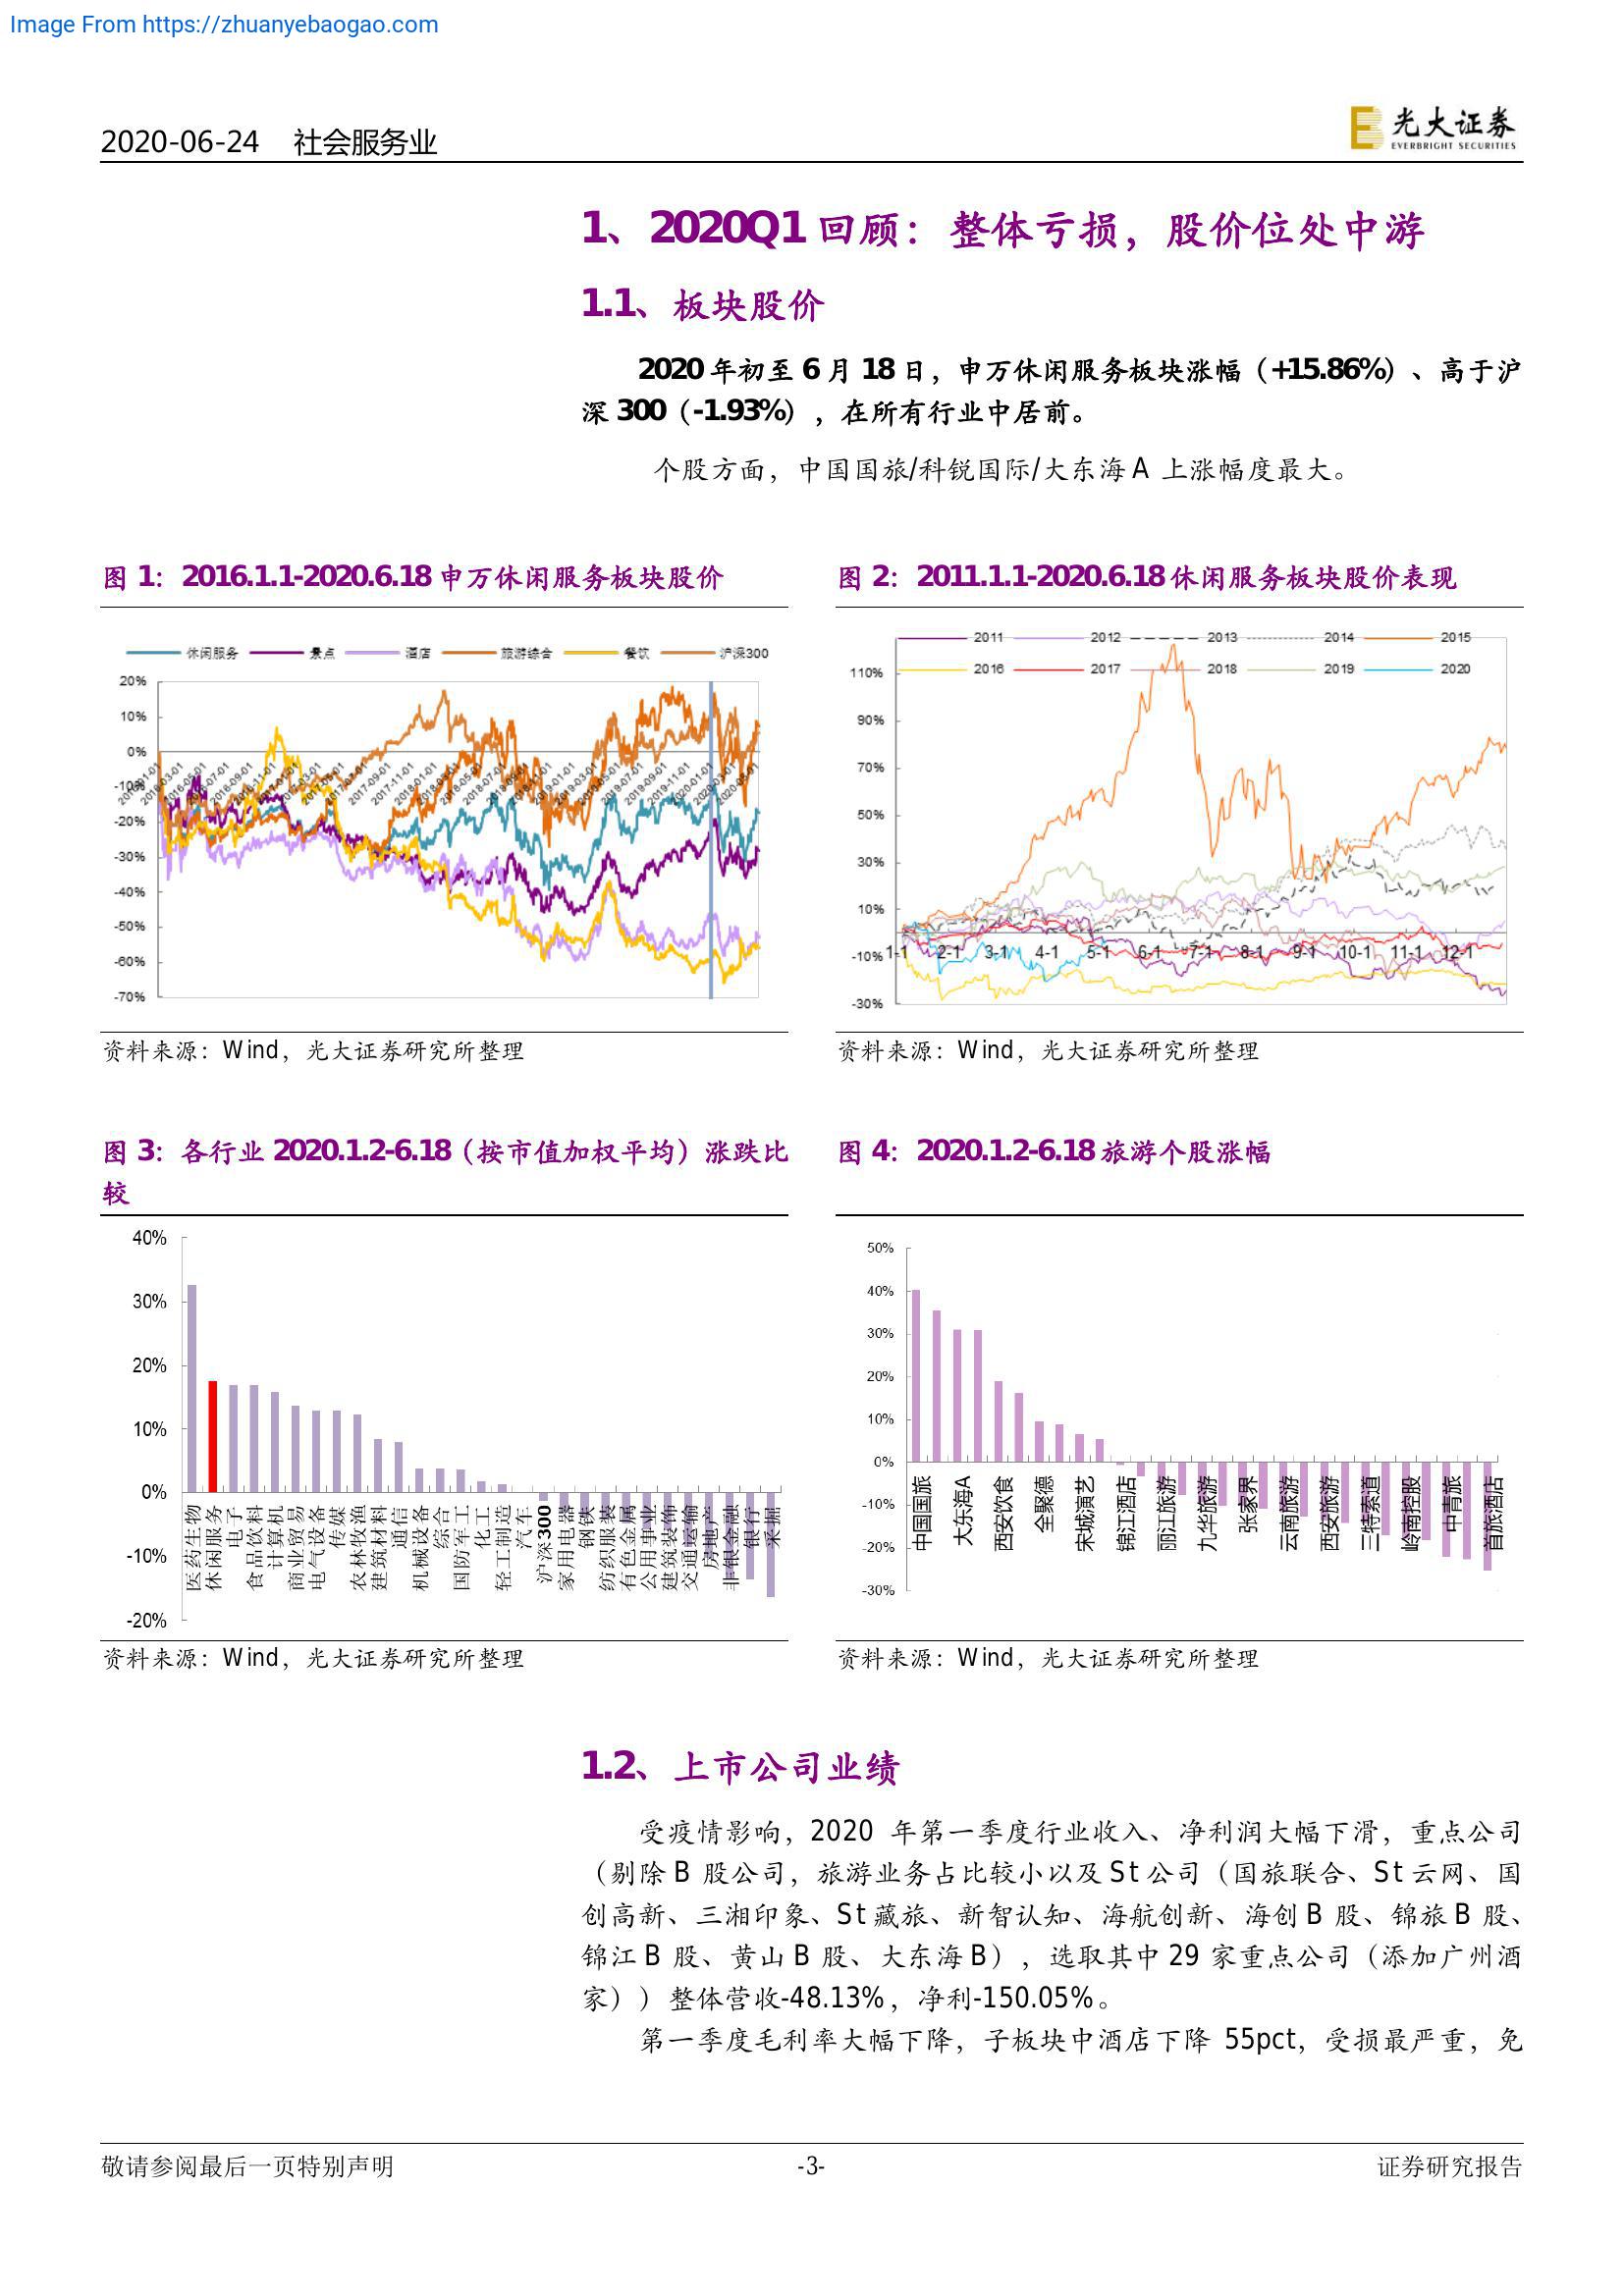 Image From https://zhuanyebaogao.com
2020-06-24 社会服务业
光大证券
EVERBRIGHT SECURITIES
1、2020Q1 回顾：整体亏损，股价位处中游
1.1、板块股价
2020 年初至 6 月 18 日，申万休闲服务板块涨幅（+15.86%）、高于沪
深 300（-1.93%），在所有行业中居前。
个股方面，中国国旅/科锐国际/大东海 A 上涨幅度最大。
图 1：2016.1.1-2020.6.18 申万休闲服务板块股价
休闲服务 景点 酒店 旅游综合 餐饮 沪深300
20%
10%
0%
-10%
-20%
-30%
-40%
-50%
-60%
-70%
资料来源：Wind，光大证券研究所整理
图 2：2011.1.1-2020.6.18 休闲服务板块股价表现
2011 2012 2013 2014 2015
2016 2017 2018 2019 2020
110%
90%
70%
50%
30%
10%
-10%
-30%
1-1 2-1 3-1 4-1 5-1 6-1 7-1 8-1 9-1 10-1 11-1 12-1
资料来源：Wind，光大证券研究所整理
图 3：各行业 2020.1.2-6.18（按市值加权平均）涨跌比
较
40%
30%
20%
10%
0%
-10%
-20%
医药生物
休闲服务
电子
食品饮料
计算机
商业贸易
电气设备
传媒
农林牧渔
建筑材料
通信
机械设备
综合
国防军工
化工
轻工制造
汽车
沪深300
家用电器
钢铁
纺织服装
有色金属
公用事业
建筑装饰
交通运输
房地产
非银金融
银行
采掘
资料来源：Wind，光大证券研究所整理
图 4：2020.1.2-6.18 旅游个股涨幅
50%
40%
30%
20%
10%
0%
-10%
-20%
-30%
中国国旅
大东海A
西安饮食
全聚德
宋城演艺
锦江酒店
丽江旅游
九华旅游
张家界
云南旅游
西安旅游
三特索道
岭南控股
中青旅
首旅酒店
资料来源：Wind，光大证券研究所整理
1.2、上市公司业绩
受疫情影响，2020 年第一季度行业收入、净利润大幅下滑，重点公司
（剔除 B 股公司，旅游业务占比较小以及 St 公司（国旅联合、St 云网、国
创高新、三湘印象、St 藏旅、新智认知、海航创新、海创 B 股、锦旅 B 股、
锦江 B 股、黄山 B 股、大东海 B），选取其中 29 家重点公司（添加广州酒
家））整体营收-48.13%，净利-150.05%。
第一季度毛利率大幅下降，子板块中酒店下降 55pct，受损最严重，免
敬请参阅最后一页特别声明 -3- 证券研究报告